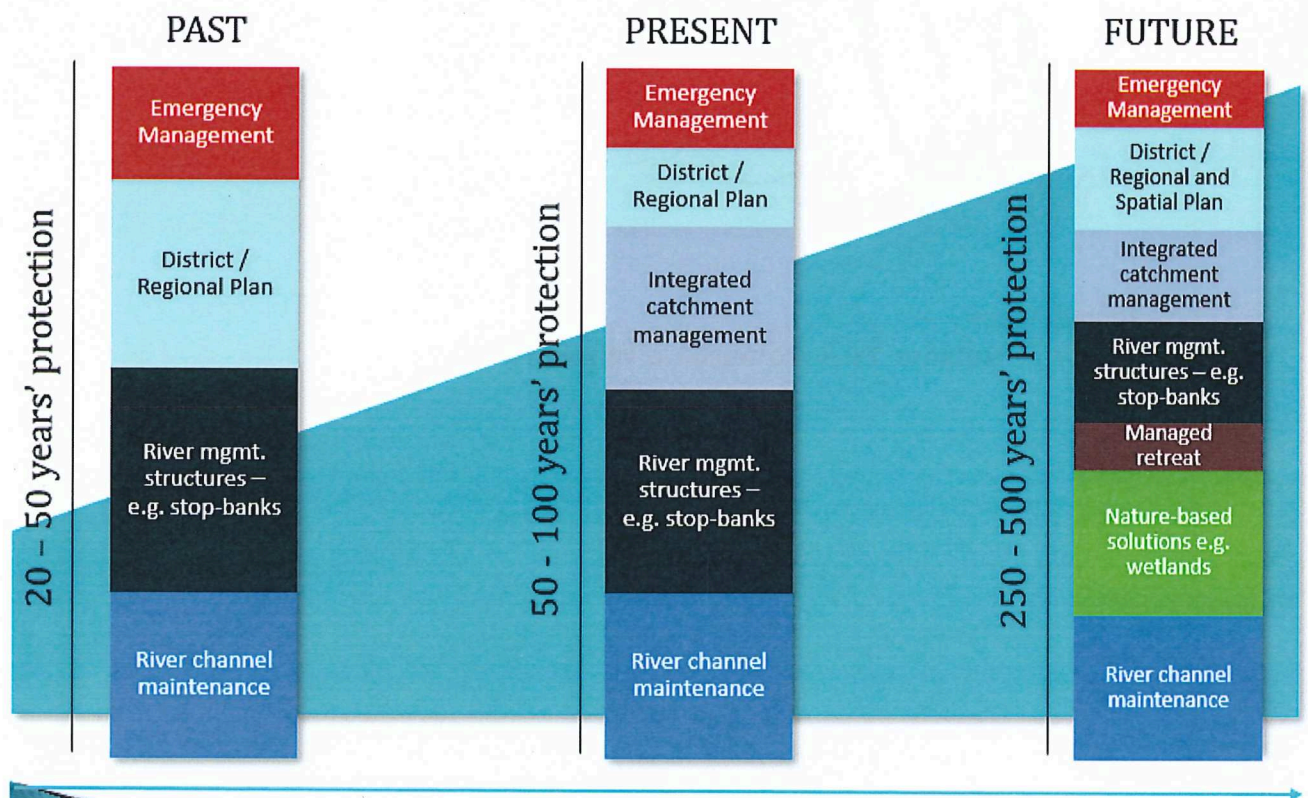 PAST
20 – 50 years' protection
Emergency
Management
District /
Regional Plan
River mgmt.
structures –
e.g. stop-banks
River channel
maintenance
PRESENT
50 - 100 years' protection
Emergency
Management
District /
Regional Plan
Integrated
catchment
management
River mgmt.
structures –
e.g. stop-banks
River channel
maintenance
FUTURE
250 - 500 years' protection
Emergency
Management
District /
Regional and
Spatial Plan
Integrated
catchment
management
River mgmt.
structures – e.g.
stop-banks
Managed
retreat
Nature-based
solutions e.g.
wetlands
River channel
maintenance